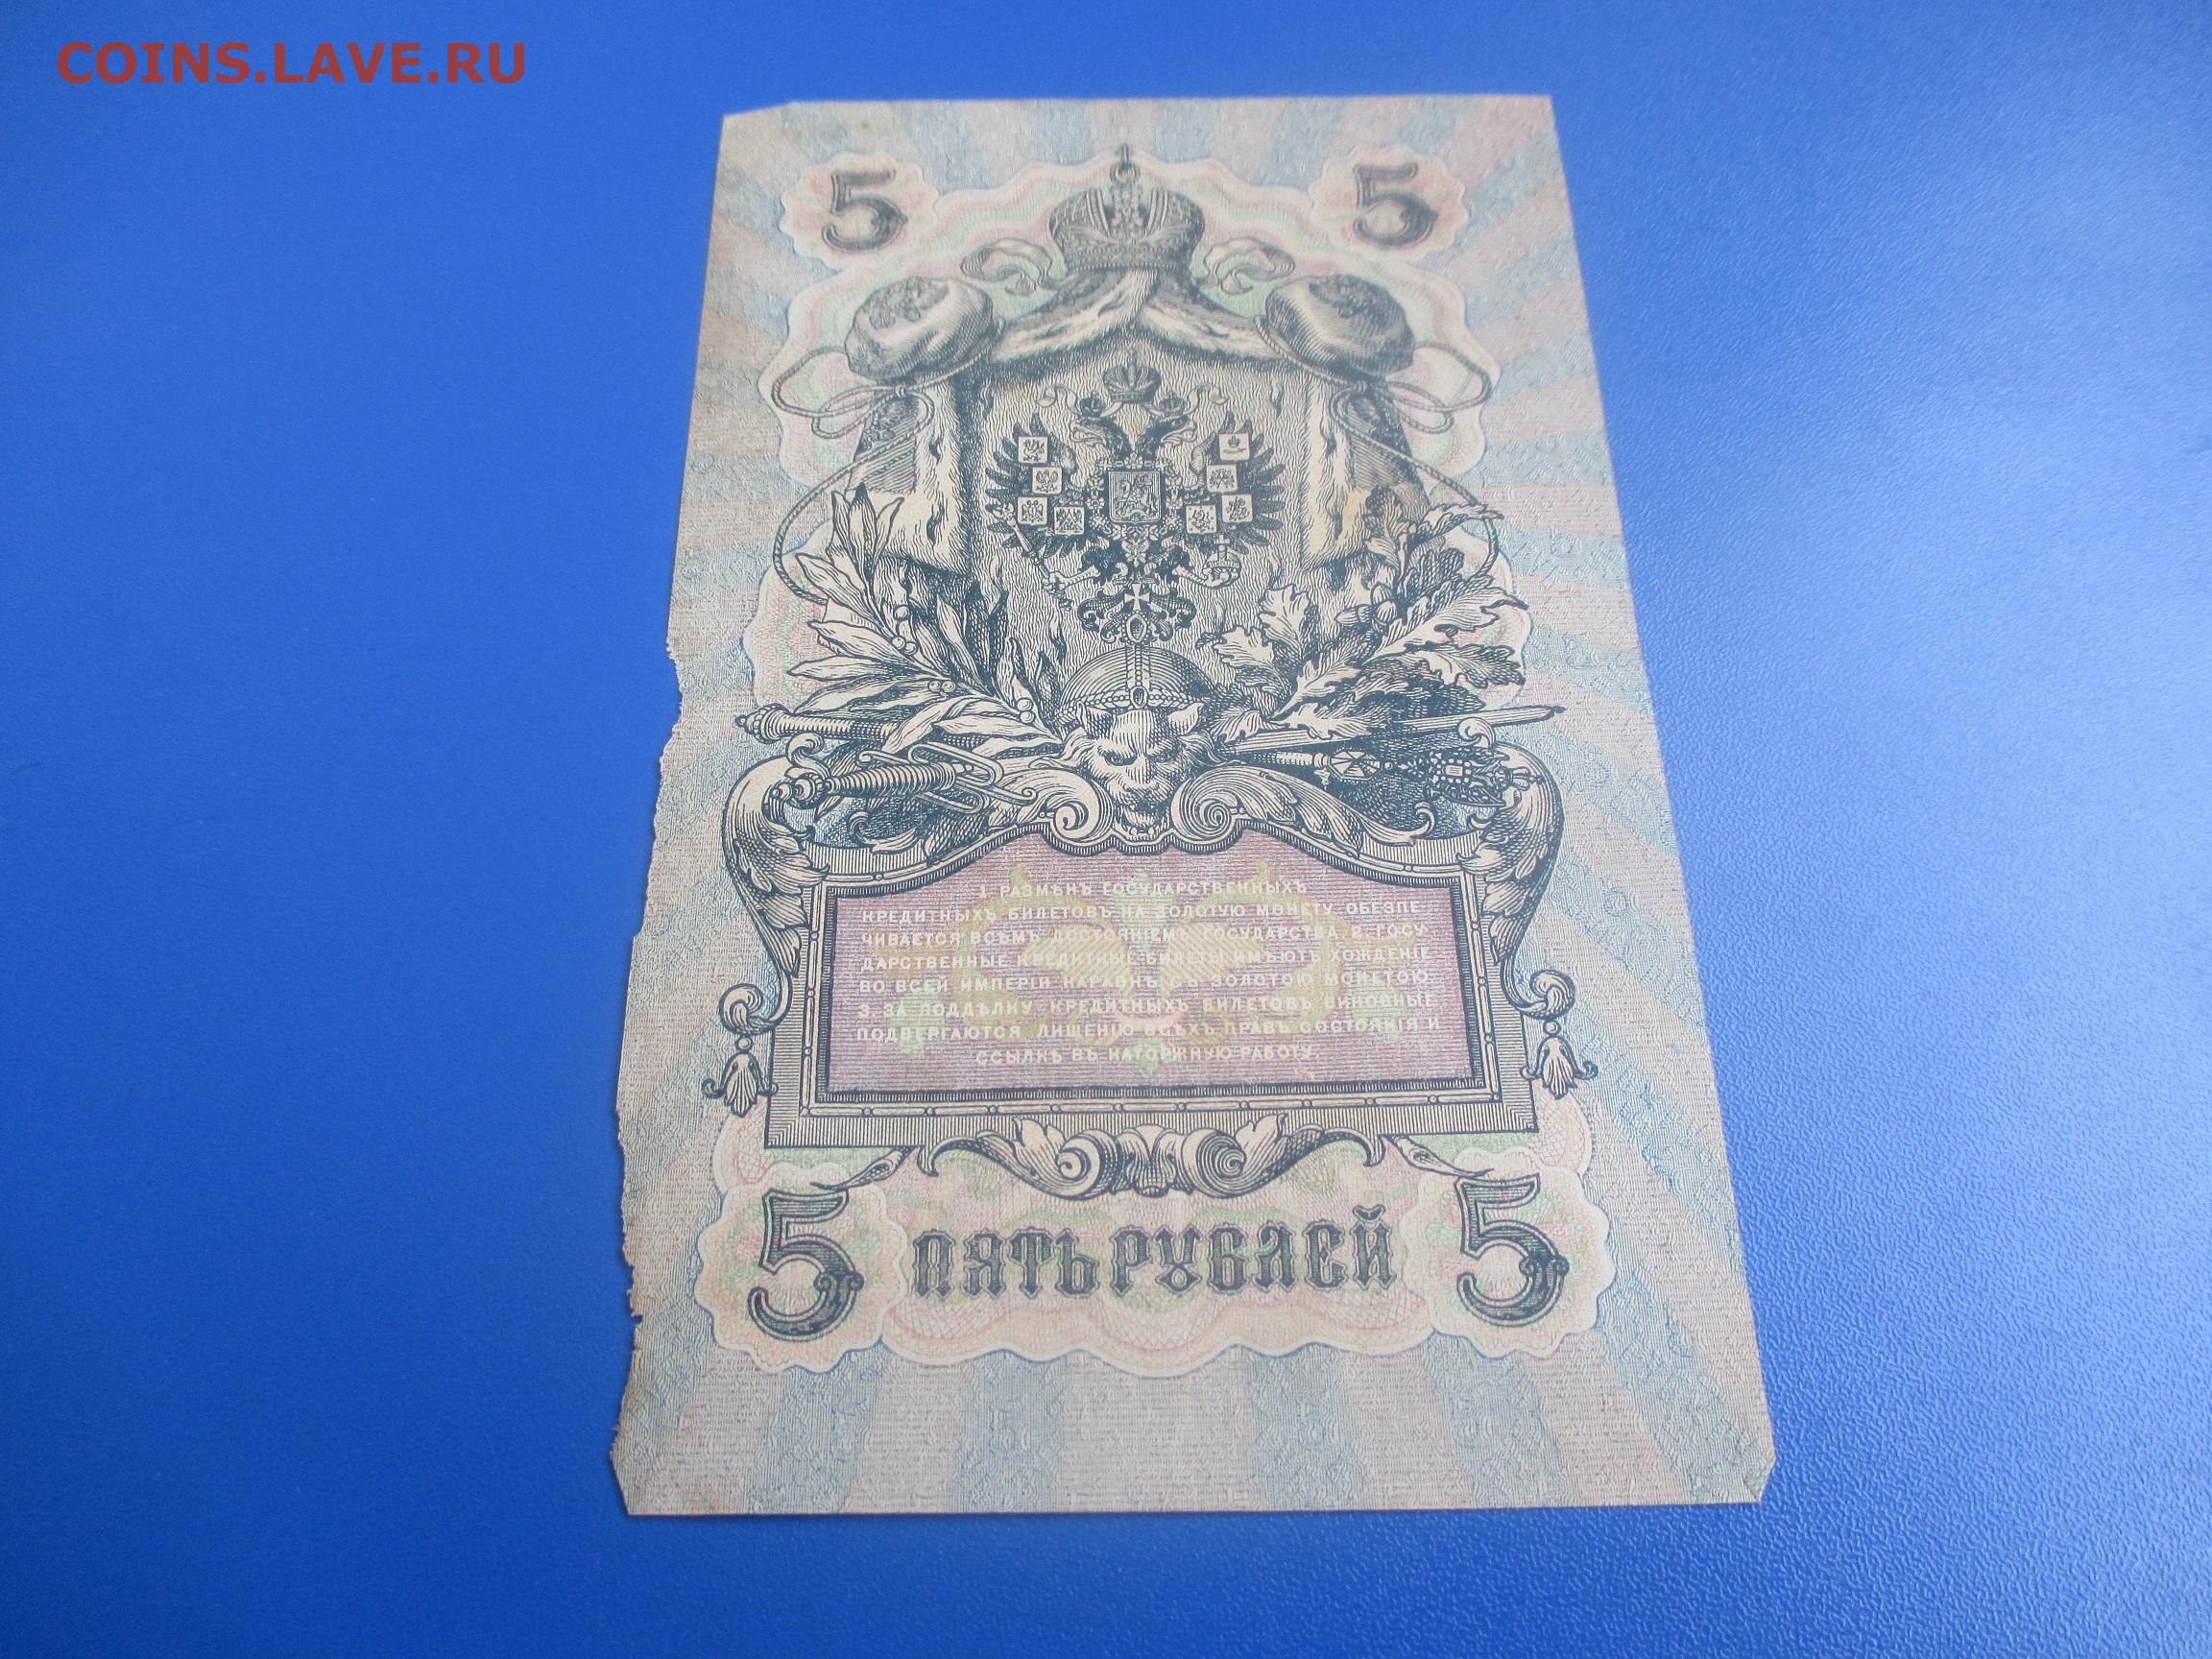 COINS.LAVE.RU
5 5
1. РАЗМѢНЪ ГОСУДАРСТВЕННЫХЪ
КРЕДИТНЫХЪ БИЛЕТОВЪ НА ЗОЛОТУЮ МОНЕТУ ОБЕЗПЕ-
ЧИВАЕТСЯ ВСѢМЪ ДОСТОЯНІЕМЪ ГОСУДАРСТВА. 2. ГОСУ-
ДАРСТВЕННЫЕ КРЕДИТНЫЕ БИЛЕТЫ ИМѢЮТЪ ХОЖДЕНІЕ
ВО ВСЕЙ ИМПЕРІИ НАРАВНѢ СЪ ЗОЛОТОЮ МОНЕТОЮ.
3. ЗА ПОДДѢЛКУ КРЕДИТНЫХЪ БИЛЕТОВЪ ВИНОВНЫЕ
ПОДВЕРГАЮТСЯ ЛИШЕНІЮ ВСѢХЪ ПРАВЪ СОСТОЯНІЯ И
ССЫЛКѢ ВЪ КАТОРЖНУЮ РАБОТУ.
5 ПЯТЬ РУБЛЕЙ 5